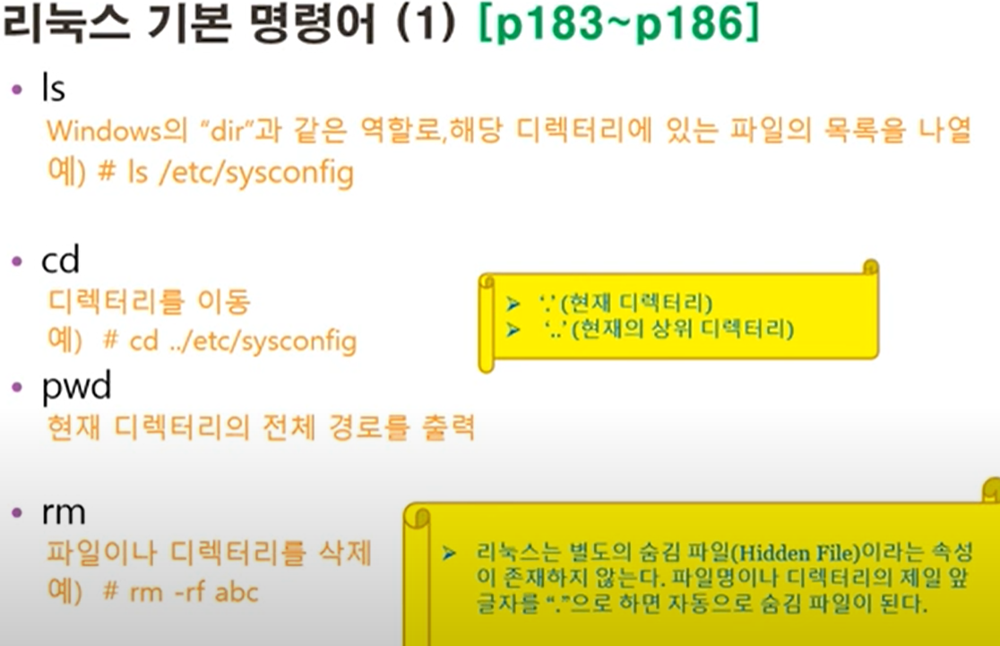 리눅스 기본 명령어 (1) [p183~p186]
• ls
Windows의 “dir”과 같은 역할로,해당 디렉터리에 있는 파일의 목록을 나열
예) # ls /etc/sysconfig
• cd
디렉터리를 이동
예) # cd ../etc/sysconfig
➢ ‘.’ (현재 디렉터리)
➢ ‘..’ (현재의 상위 디렉터리)
• pwd
현재 디렉터리의 전체 경로를 출력
• rm
파일이나 디렉터리를 삭제
예) # rm -rf abc
➢ 리눅스는 별도의 숨김 파일(Hidden File)이라는 속성
이 존재하지 않는다. 파일명이나 디렉터리의 제일 앞
글자를 “.”으로 하면 자동으로 숨김 파일이 된다.